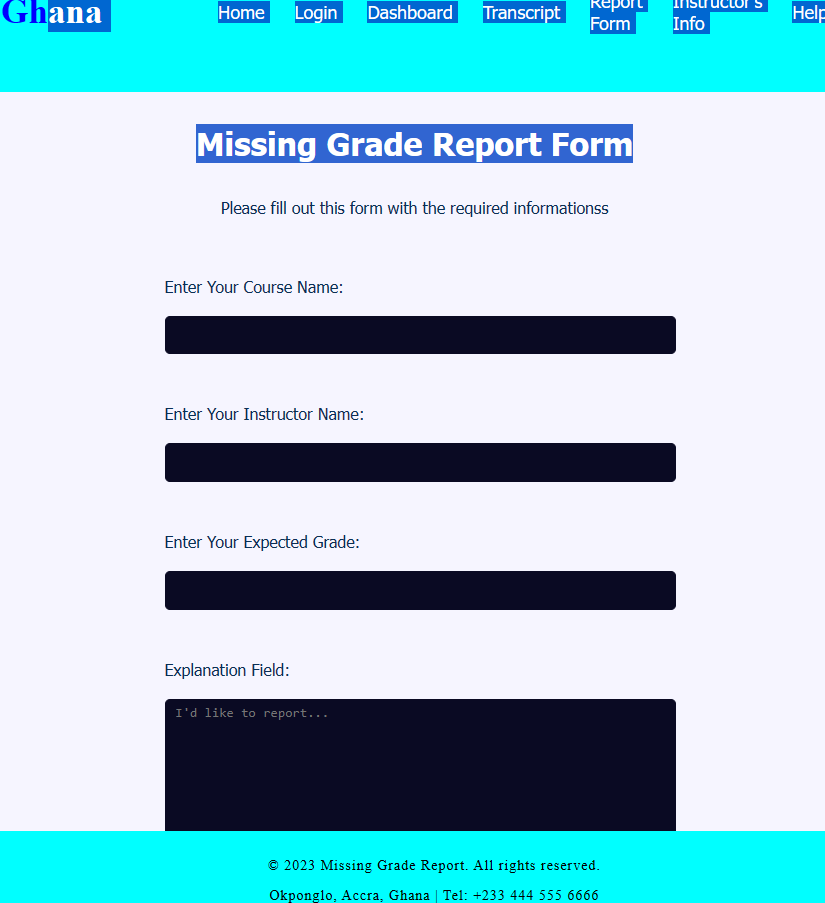 Ghana
Home Login Dashboard Transcript Report Form Instructor's Info Help
Missing Grade Report Form
Please fill out this form with the required informationss
Enter Your Course Name:
Enter Your Instructor Name:
Enter Your Expected Grade:
Explanation Field:
I'd like to report...
© 2023 Missing Grade Report. All rights reserved.
Okponglo, Accra, Ghana | Tel: +233 444 555 6666